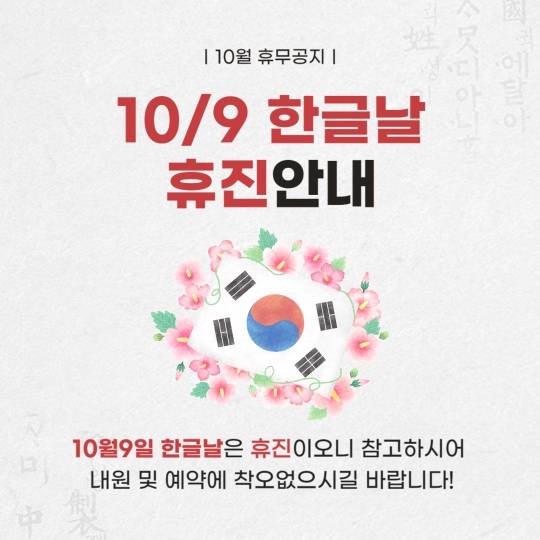 | 10월 휴무공지 |
10/9 한글날
휴진안내
10월9일 한글날은 휴진이오니 참고하시어
내원 및 예약에 착오없으시길 바랍니다!